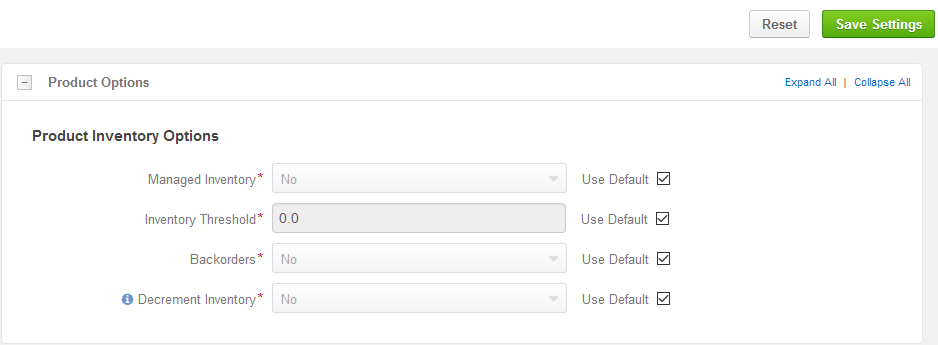 Reset Save Settings
Product Options Expand All | Collapse All
Product Inventory Options
Managed Inventory* No Use Default
Inventory Threshold* 0.0 Use Default
Backorders* No Use Default
Decrement Inventory* No Use Default